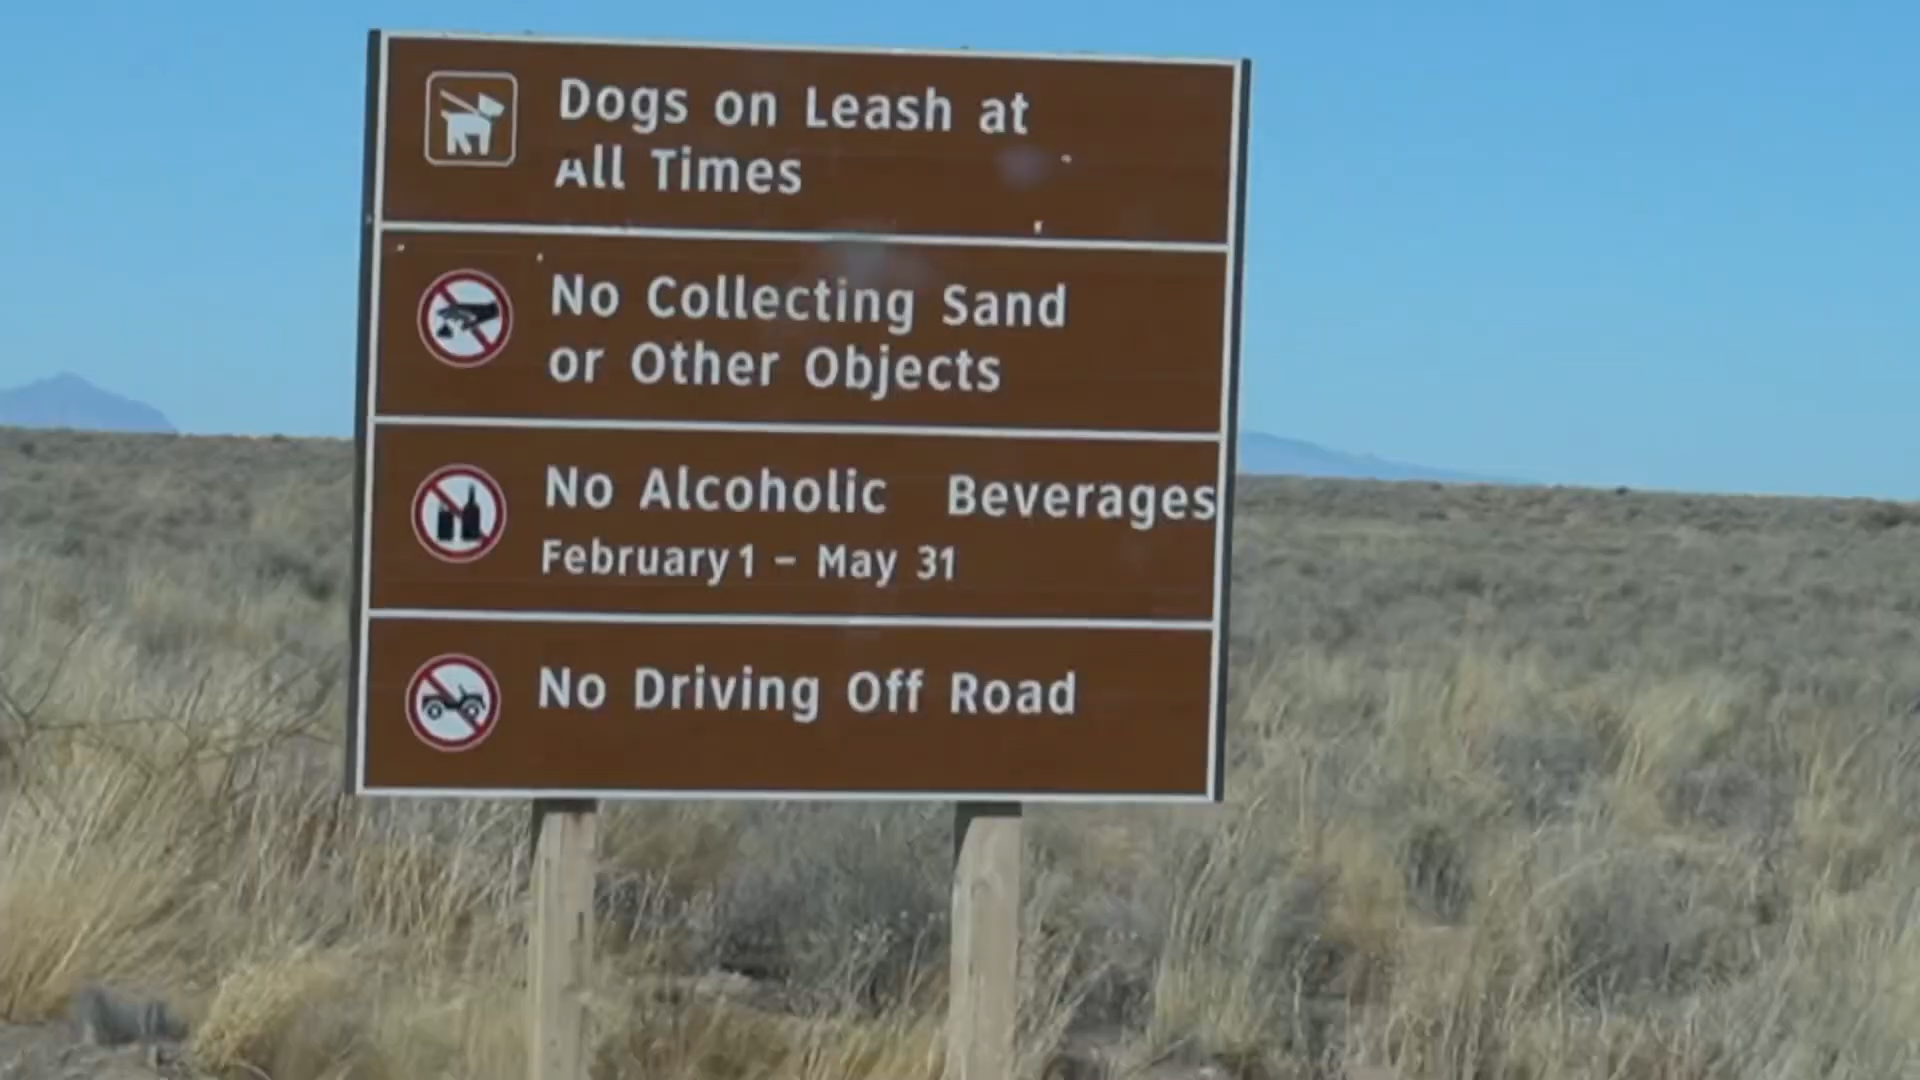 Dogs on Leash at
All Times
No Collecting Sand
or Other Objects
No Alcoholic Beverages
February 1 – May 31
No Driving Off Road